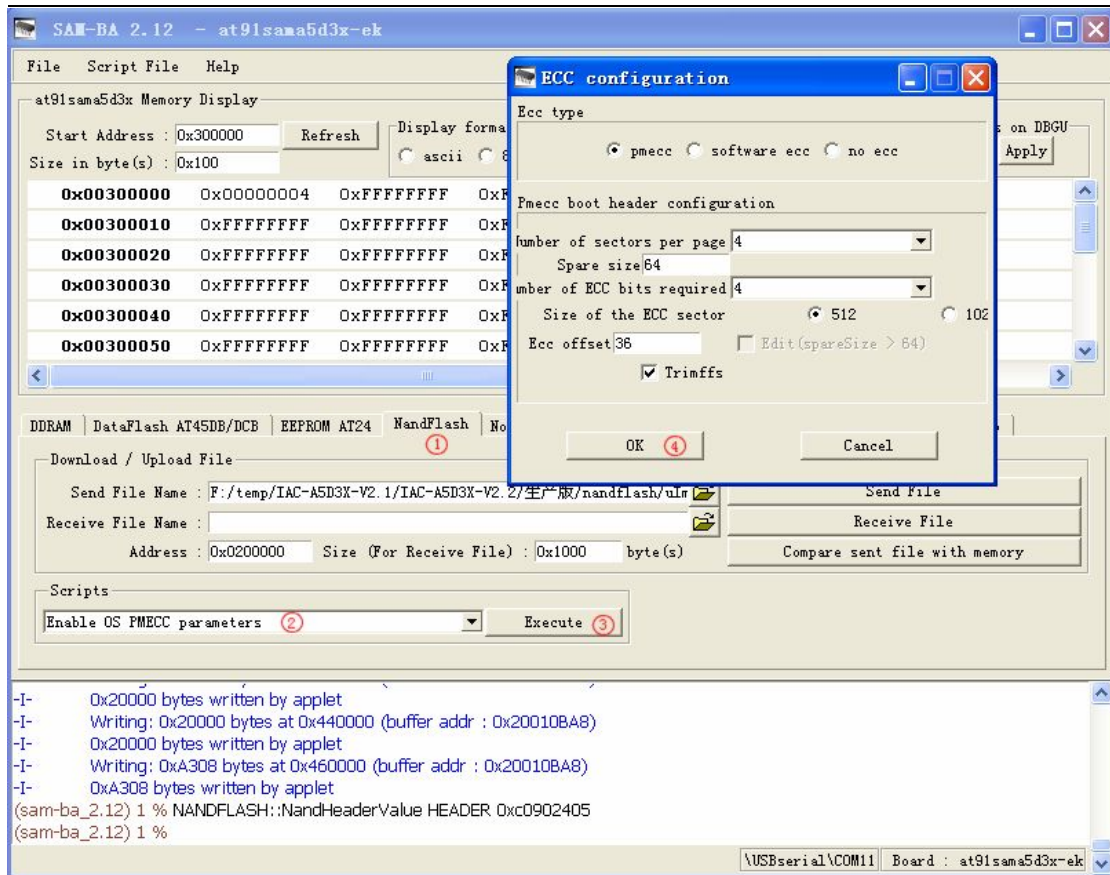 SAM-BA 2.12 - at91sama5d3x-ek
File Script File Help
at91sama5d3x Memory Display
Start Address : 0x300000 Refresh Display
Size in byte(s) : 0x100 ascii
on DBGU
Apply
0x00300000 0x00000004 0xFFFFFFFF
0x00300010 0xFFFFFFFF 0xFFFFFFFF
0x00300020 0xFFFFFFFF 0xFFFFFFFF
0x00300030 0xFFFFFFFF 0xFFFFFFFF
0x00300040 0xFFFFFFFF 0xFFFFFFFF
0x00300050 0xFFFFFFFF 0xFFFFFFFF
ECC configuration
Ecc type
pmecc software ecc no ecc
Pmecc boot header configuration
umber of sectors per page 4
Spare size 64
mber of ECC bits required 4
Size of the ECC sector 512 102
Ecc offset 36 Edit(spareSize > 64)
Trimffs
OK ④ Cancel
DDRAM DataFlash AT45DB/DCB EEPROM AT24 NandFlash No
①
Download / Upload File
Send File Name : F:/temp/IAC-A5D3X-V2.1/IAC-A5D3X-V2.2/生产版/nandflash/uIm Send File
Receive File Name : Receive File
Address : 0x0200000 Size (For Receive File) : 0x1000 byte(s) Compare sent file with memory
Scripts
Enable OS PMECC parameters ② Execute ③
-I- 0x20000 bytes written by applet
-I- Writing: 0x20000 bytes at 0x440000 (buffer addr : 0x20010BA8)
-I- 0x20000 bytes written by applet
-I- Writing: 0xA308 bytes at 0x460000 (buffer addr : 0x20010BA8)
-I- 0xA308 bytes written by applet
(sam-ba_2.12) 1 % NANDFLASH::NandHeaderValue HEADER 0xc0902405
(sam-ba_2.12) 1 %
\USBserial\COM11 Board : at91sama5d3x-ek